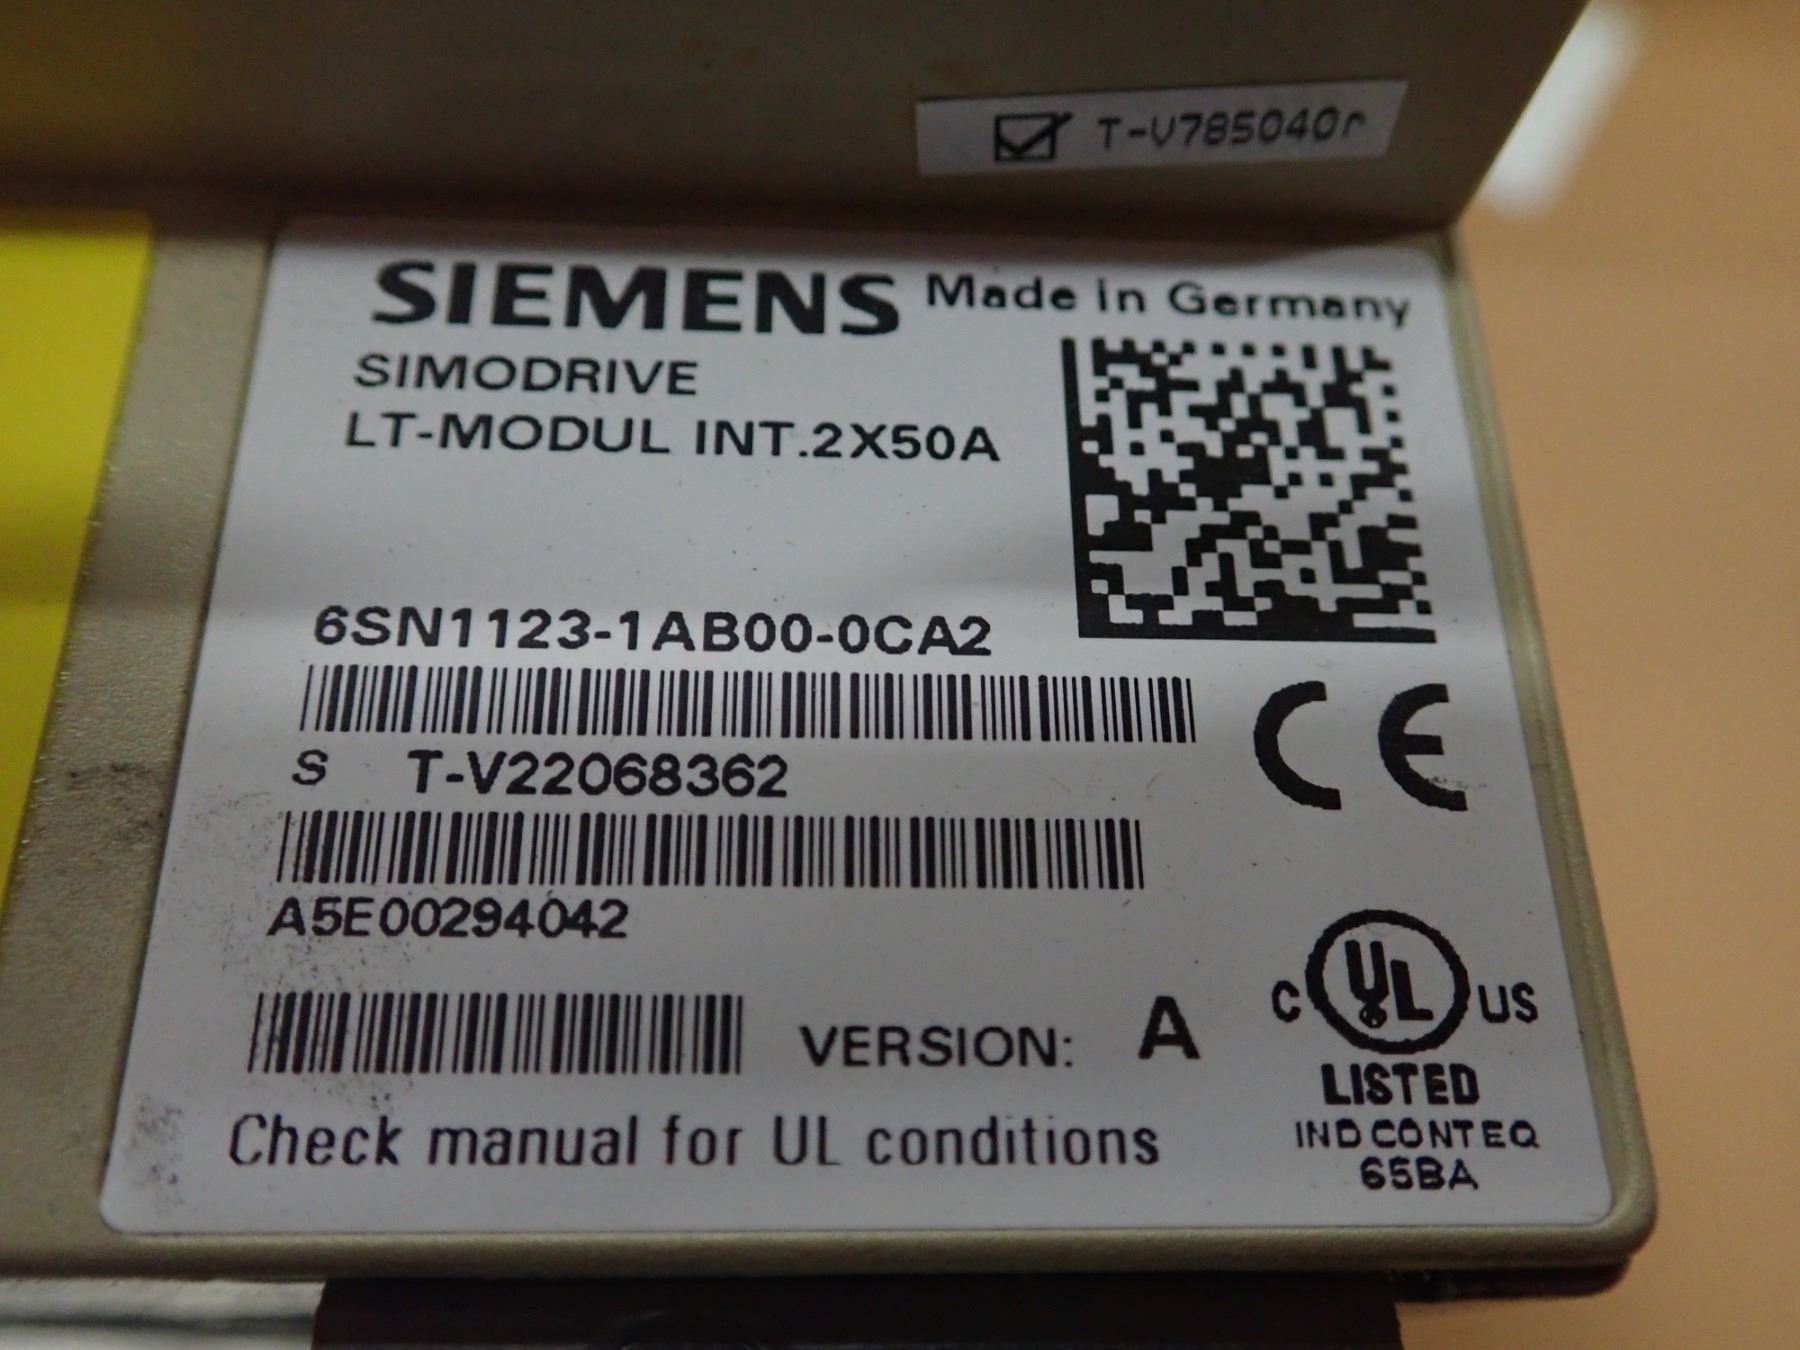 T-V785040r
SIEMENS Made in Germany
SIMODRIVE
LT-MODUL INT.2X50A
6SN1123-1AB00-0CA2
S T-V22068362
A5E00294042
VERSION: A
C UL US
LISTED
IND CONT EQ
65BA
Check manual for UL conditions
CE